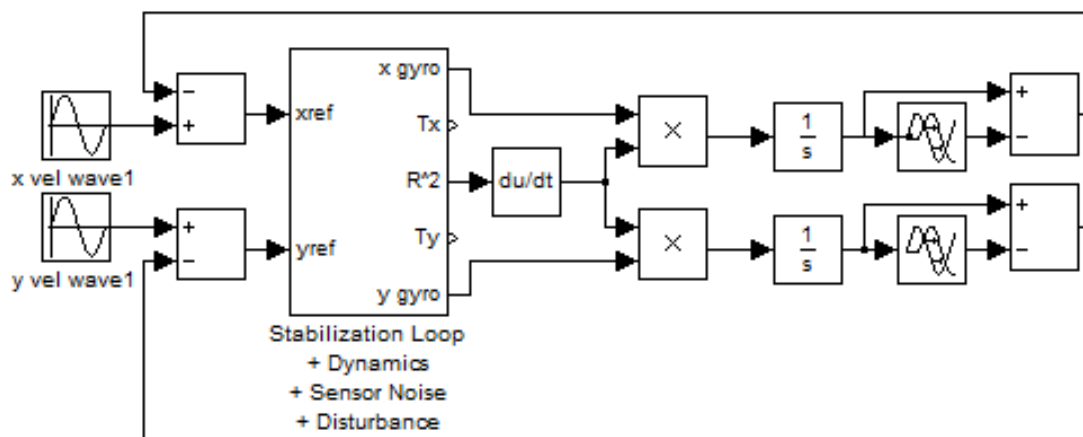 x gyro
xref
Tx
x vel wave1
R^2
du/dt
×
1
s
+
−
−
+
Ty
yref
y gyro
y vel wave1
+
−
×
1
s
+
−
Stabilization Loop
+ Dynamics
+ Sensor Noise
+ Disturbance